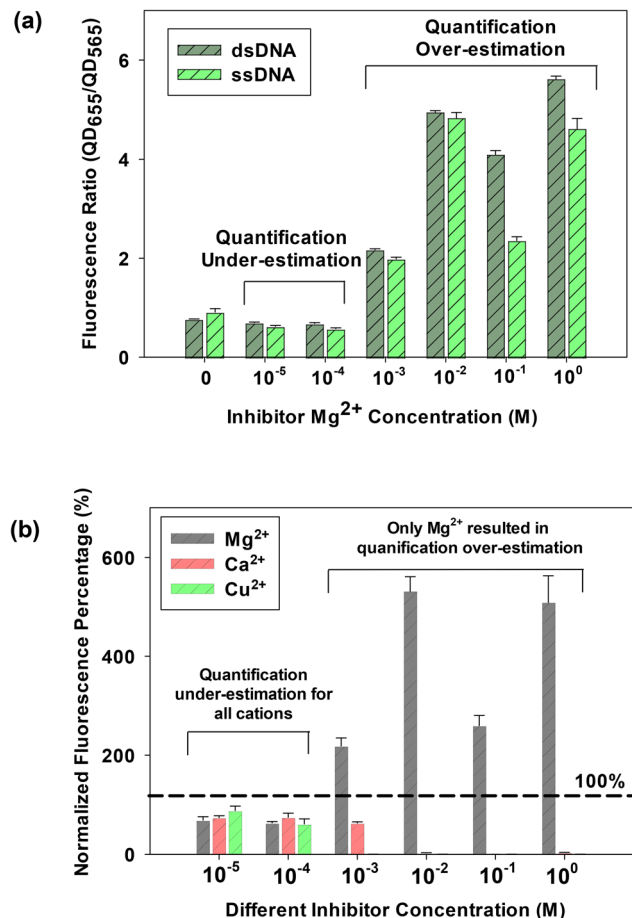 (a)
Fluorescence Ratio (QD655/QD565)
6
4
2
0
dsDNA
ssDNA
Quantification
Over-estimation
Quantification
Under-estimation
0 10-5 10-4 10-3 10-2 10-1 100
Inhibitor Mg2+ Concentration (M)
(b)
Normalized Fluorescence Percentage (%)
600
400
200
0
Mg2+
Ca2+
Cu2+
Only Mg2+ resulted in
quanification over-estimation
Quantification
under-estimation for
all cations
100%
10-5 10-4 10-3 10-2 10-1 100
Different Inhibitor Concentration (M)